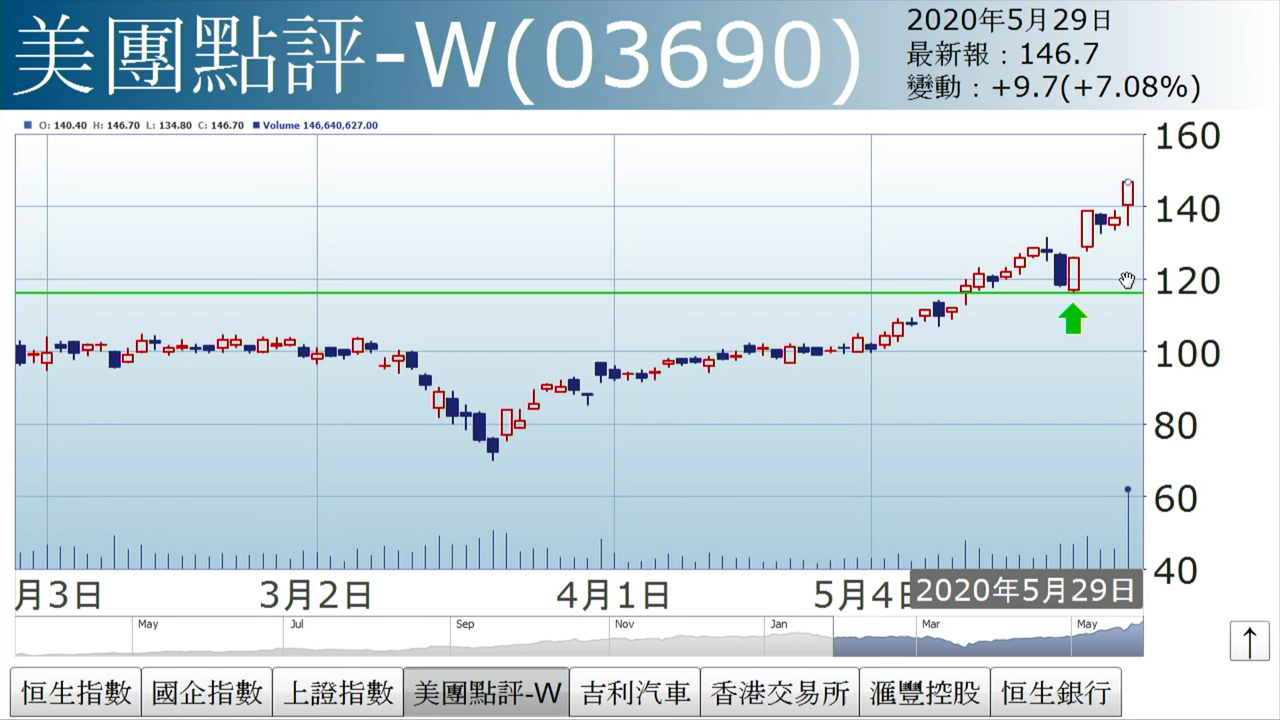 美團點評-W(03690)
2020年5月29日
最新報：146.7
變動：+9.7(+7.08%)
O: 140.40 H: 146.70 L: 134.80 C: 146.70 Volume 146,640,627.00
160
140
120
100
80
60
40
月3日 3月2日 4月1日 5月4日 2020年5月29日
May Jul Sep Nov Jan Mar May
↑
恒生指數 國企指數 上證指數 美團點評-W 吉利汽車 香港交易所 滙豐控股 恒生銀行